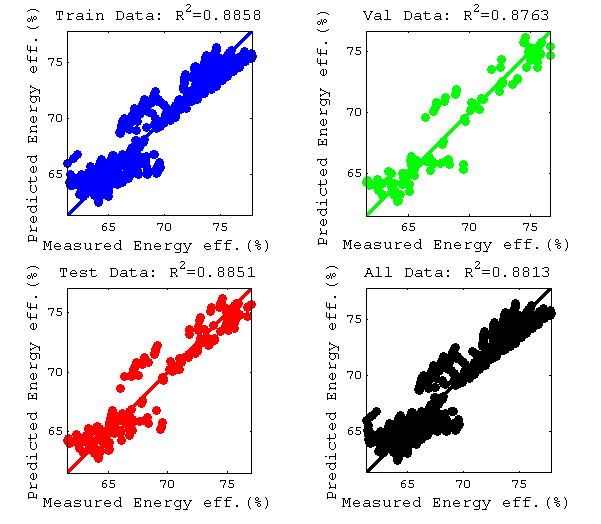 Train Data: R²=0.8858
Predicted Energy eff.(%)
75
70
65
65 70 75
Measured Energy eff.(%)
Val Data: R²=0.8763
Predicted Energy eff.(%)
75
70
65
65 70 75
Measured Energy eff.(%)
Test Data: R²=0.8851
Predicted Energy eff.(%)
75
70
65
65 70 75
Measured Energy eff.(%)
All Data: R²=0.8813
Predicted Energy eff.(%)
75
70
65
65 70 75
Measured Energy eff.(%)